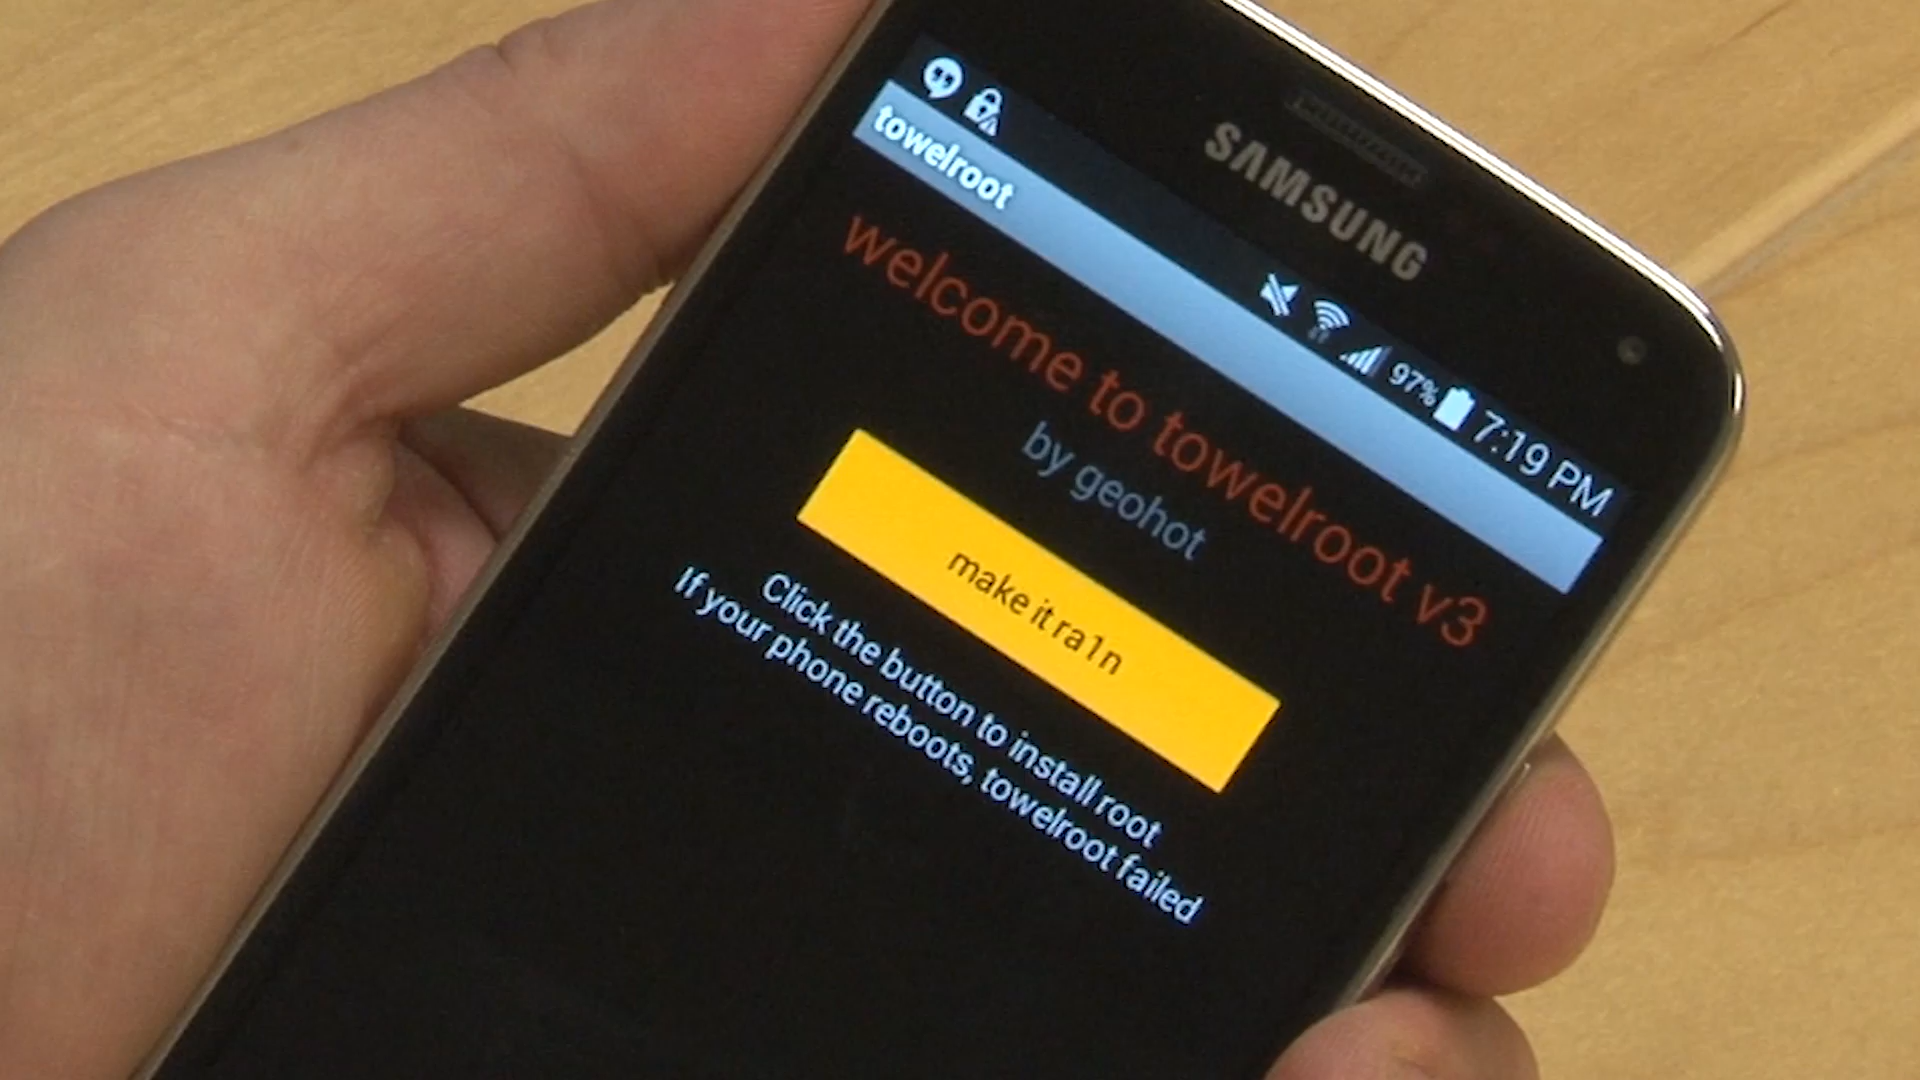 SAMSUNG
97% 7:19 PM
towelroot
welcome to towelroot v3
by geohot
make it ra1n
Click the button to install root
If your phone reboots, towelroot failed